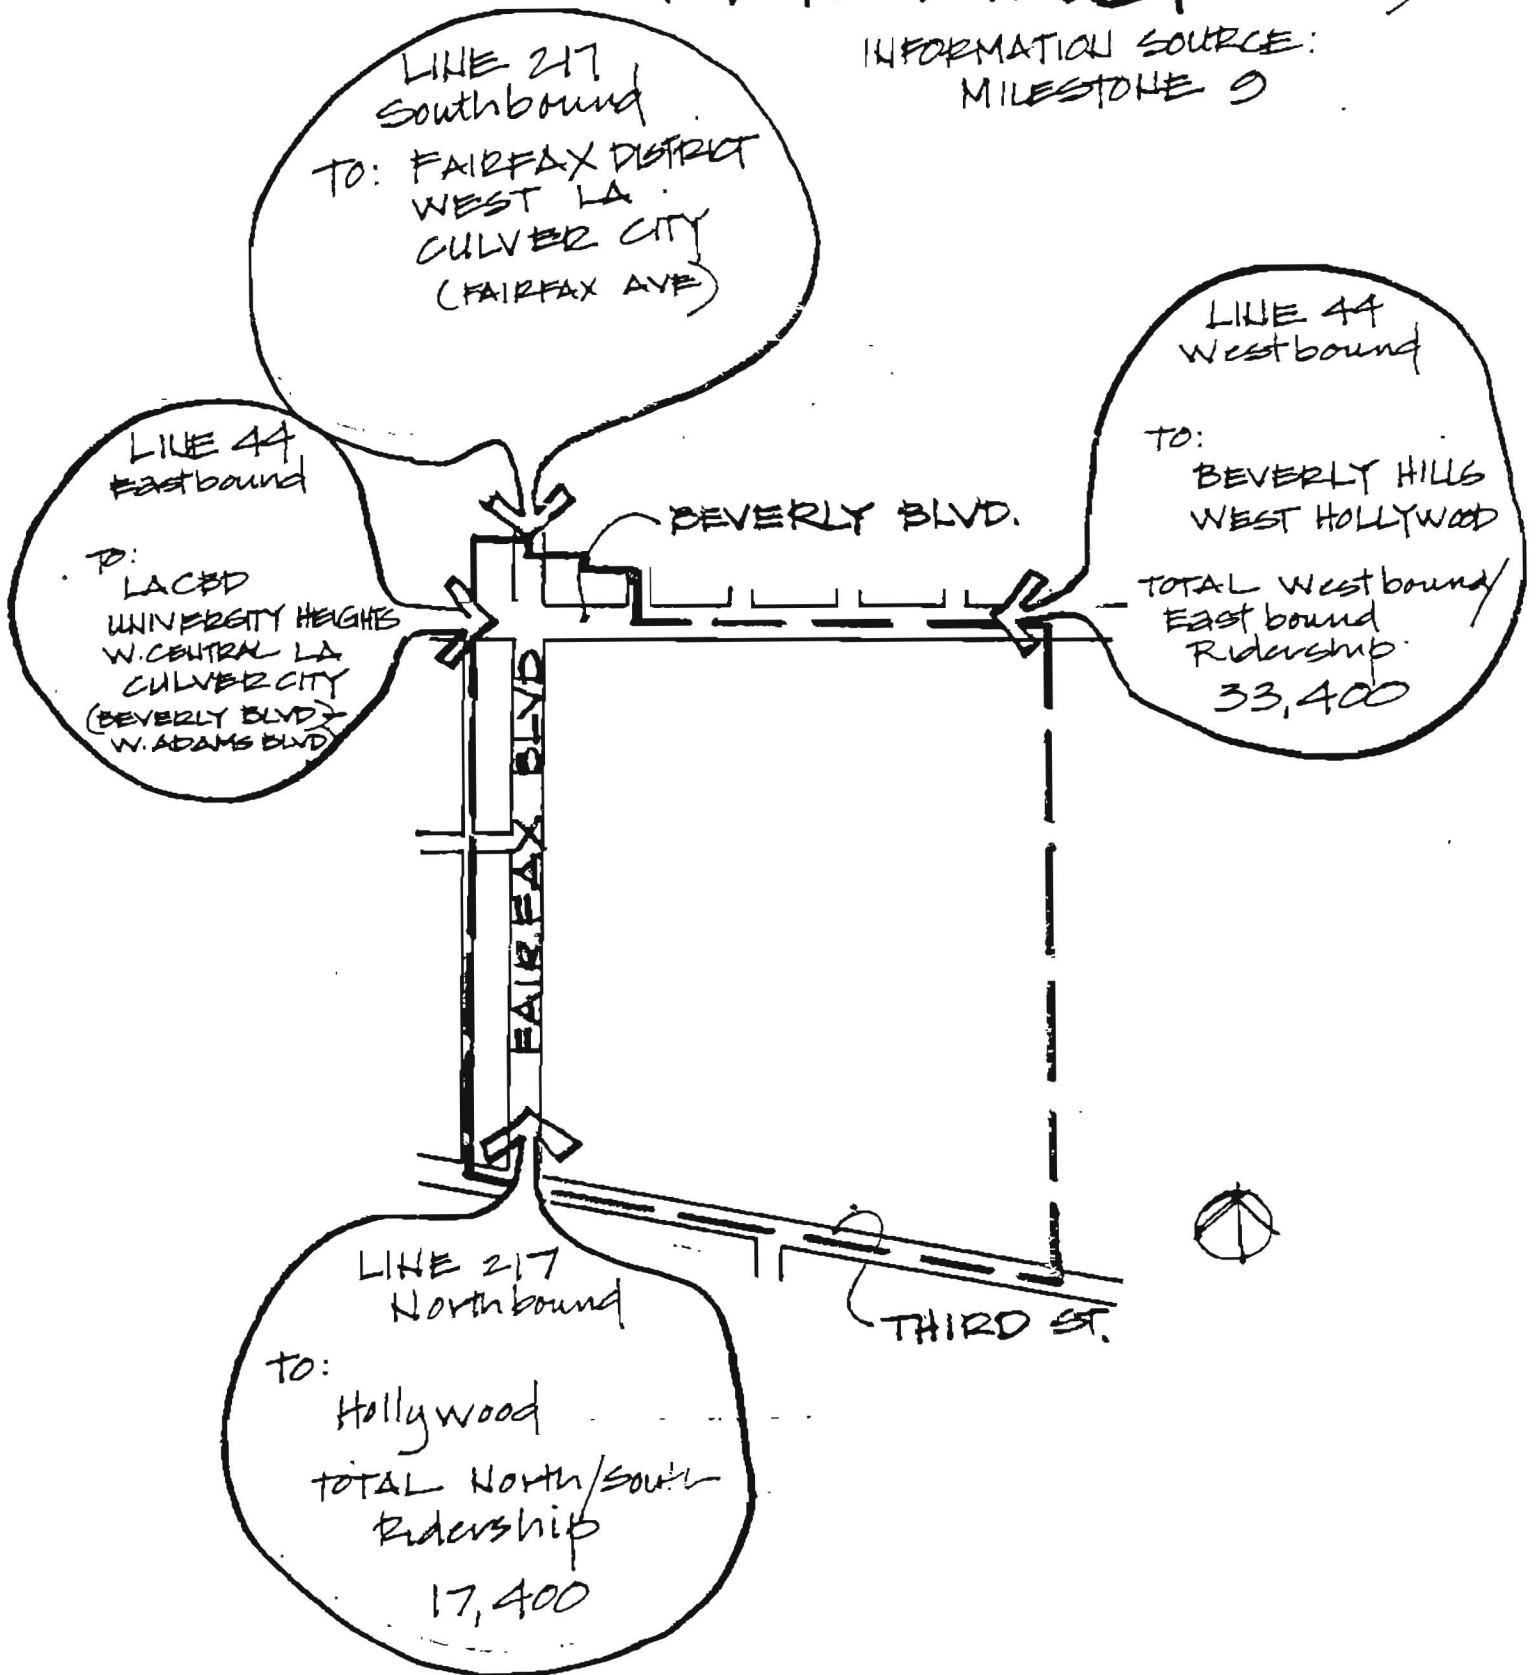 INFORMATION SOURCE:
MILESTONE 9
LINE 217
Southbound
TO: FAIRFAX DISTRICT
WEST LA
CULVER CITY
(FAIRFAX AVE)
LINE 44
Westbound
TO:
BEVERLY HILLS
WEST HOLLYWOOD
TOTAL Westbound/
Eastbound
Ridership
33,400
LINE 44
Eastbound
TO:
LACBD
UNIVERSITY HEIGHTS
W. CENTRAL LA
CULVER CITY
(BEVERLY BLVD-
W. ADAMS BLVD)
BEVERLY BLVD.
FAIRFAX BLVD
THIRD ST.
LINE 217
Northbound
TO:
Hollywood
TOTAL North/South
Ridership
17,400